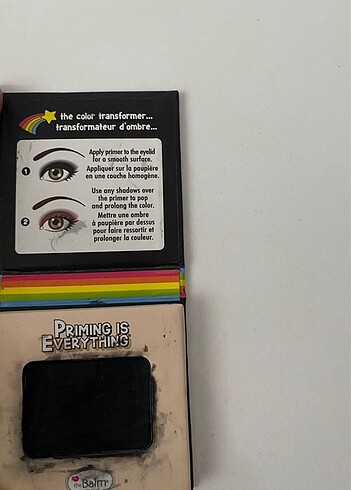 the color transformer...
transformateur d'ombre...
Apply primer to the eyelid
for a smooth surface.
1
Appliquer sur la paupière
en une couche homogène.
Use any shadows over
the primer to pop
and prolong the color.
2
Mettre une ombre
à paupière par dessus
pour faire ressortir et
prolonger la couleur.
PRIMING IS
EVERYTHING
theBalm®